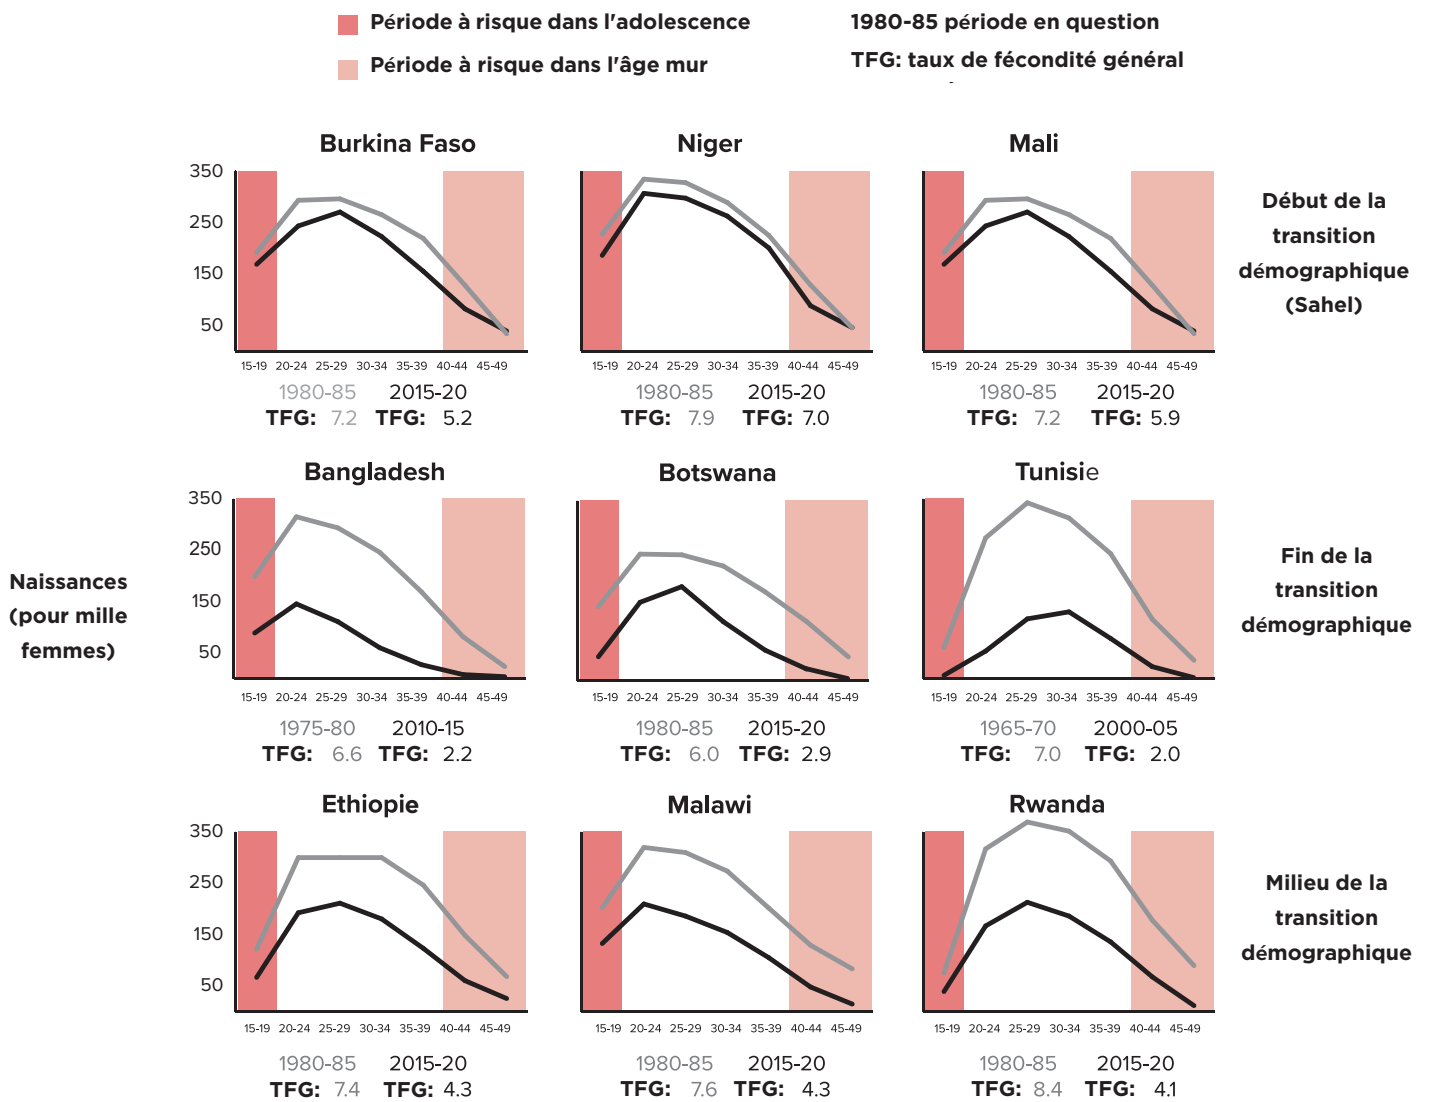 Période à risque dans l'adolescence
1980-85 période en question
Période à risque dans l'âge mur
TFG: taux de fécondité général
Burkina Faso
Niger
Mali
350
250
150
50
15-19 20-24 25-29 30-34 35-39 40-44 45-49
15-19 20-24 25-29 30-34 35-39 40-44 45-49
15-19 20-24 25-29 30-34 35-39 40-44 45-49
1980-85 2015-20
TFG: 7.2 TFG: 5.2
1980-85 2015-20
TFG: 7.9 TFG: 7.0
1980-85 2015-20
TFG: 7.2 TFG: 5.9
Début de la
transition
démographique
(Sahel)
Naissances
(pour mille
femmes)
Bangladesh
Botswana
Tunisie
350
250
150
50
15-19 20-24 25-29 30-34 35-39 40-44 45-49
15-19 20-24 25-29 30-34 35-39 40-44 45-49
15-19 20-24 25-29 30-34 35-39 40-44 45-49
1975-80 2010-15
TFG: 6.6 TFG: 2.2
1980-85 2015-20
TFG: 6.0 TFG: 2.9
1965-70 2000-05
TFG: 7.0 TFG: 2.0
Fin de la
transition
démographique
Ethiopie
Malawi
Rwanda
350
250
150
50
15-19 20-24 25-29 30-34 35-39 40-44 45-49
15-19 20-24 25-29 30-34 35-39 40-44 45-49
15-19 20-24 25-29 30-34 35-39 40-44 45-49
1980-85 2015-20
TFG: 7.4 TFG: 4.3
1980-85 2015-20
TFG: 7.6 TFG: 4.3
1980-85 2015-20
TFG: 8.4 TFG: 4.1
Milieu de la
transition
démographique